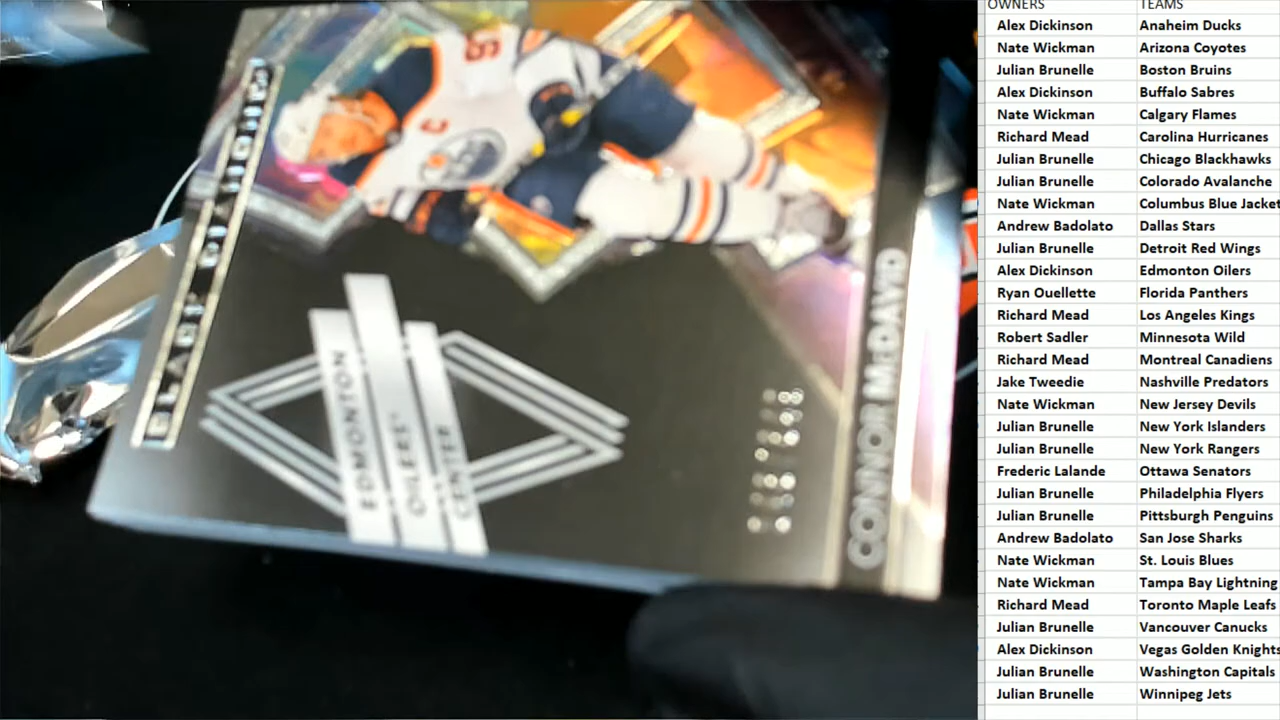 BLACK DIAMOND
EDMONTON
OILERS
CENTER
CONNOR McDAVID
C
OWNERS TEAMS
Alex Dickinson Anaheim Ducks
Nate Wickman Arizona Coyotes
Julian Brunelle Boston Bruins
Alex Dickinson Buffalo Sabres
Nate Wickman Calgary Flames
Richard Mead Carolina Hurricanes
Julian Brunelle Chicago Blackhawks
Julian Brunelle Colorado Avalanche
Nate Wickman Columbus Blue Jacket
Andrew Badolato Dallas Stars
Julian Brunelle Detroit Red Wings
Alex Dickinson Edmonton Oilers
Ryan Ouellette Florida Panthers
Richard Mead Los Angeles Kings
Robert Sadler Minnesota Wild
Richard Mead Montreal Canadiens
Jake Tweedie Nashville Predators
Nate Wickman New Jersey Devils
Julian Brunelle New York Islanders
Julian Brunelle New York Rangers
Frederic Lalande Ottawa Senators
Julian Brunelle Philadelphia Flyers
Julian Brunelle Pittsburgh Penguins
Andrew Badolato San Jose Sharks
Nate Wickman St. Louis Blues
Nate Wickman Tampa Bay Lightning
Richard Mead Toronto Maple Leafs
Julian Brunelle Vancouver Canucks
Alex Dickinson Vegas Golden Knights
Julian Brunelle Washington Capitals
Julian Brunelle Winnipeg Jets